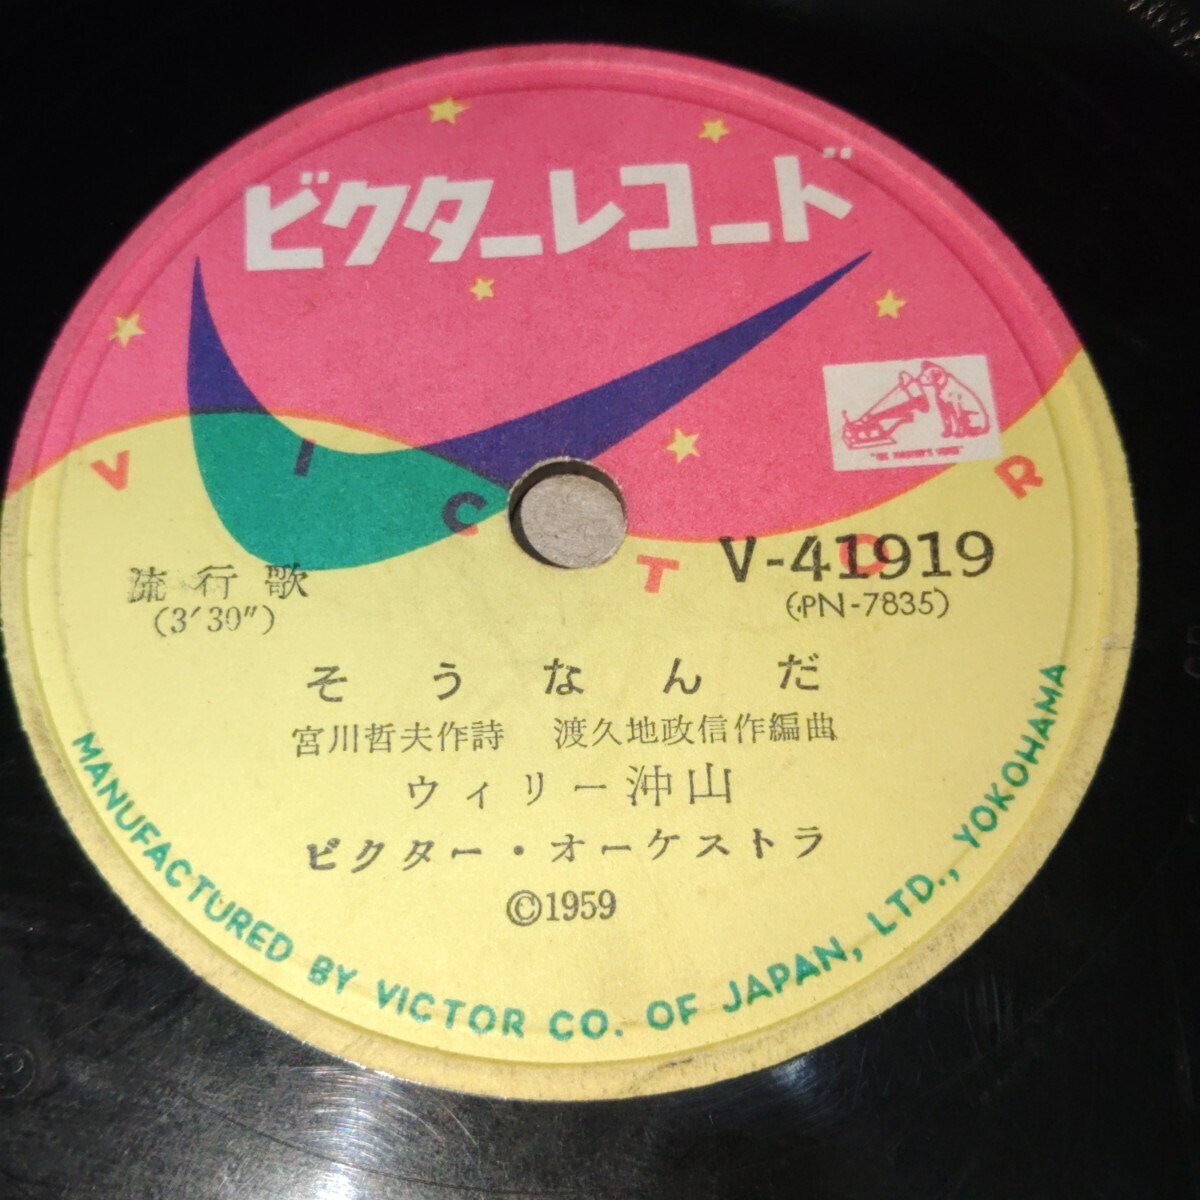 ビクターレコード
VICTOR
"HIS MASTER'S VOICE"
V-41919
(PN-7835)
流行歌
(3′30″)
そうなんだ
宮川哲夫作詩 渡久地政信作編曲
ウィリー沖山
ビクター・オーケストラ
©1959
MANUFACTURED BY VICTOR CO. OF JAPAN, LTD., YOKOHAMA